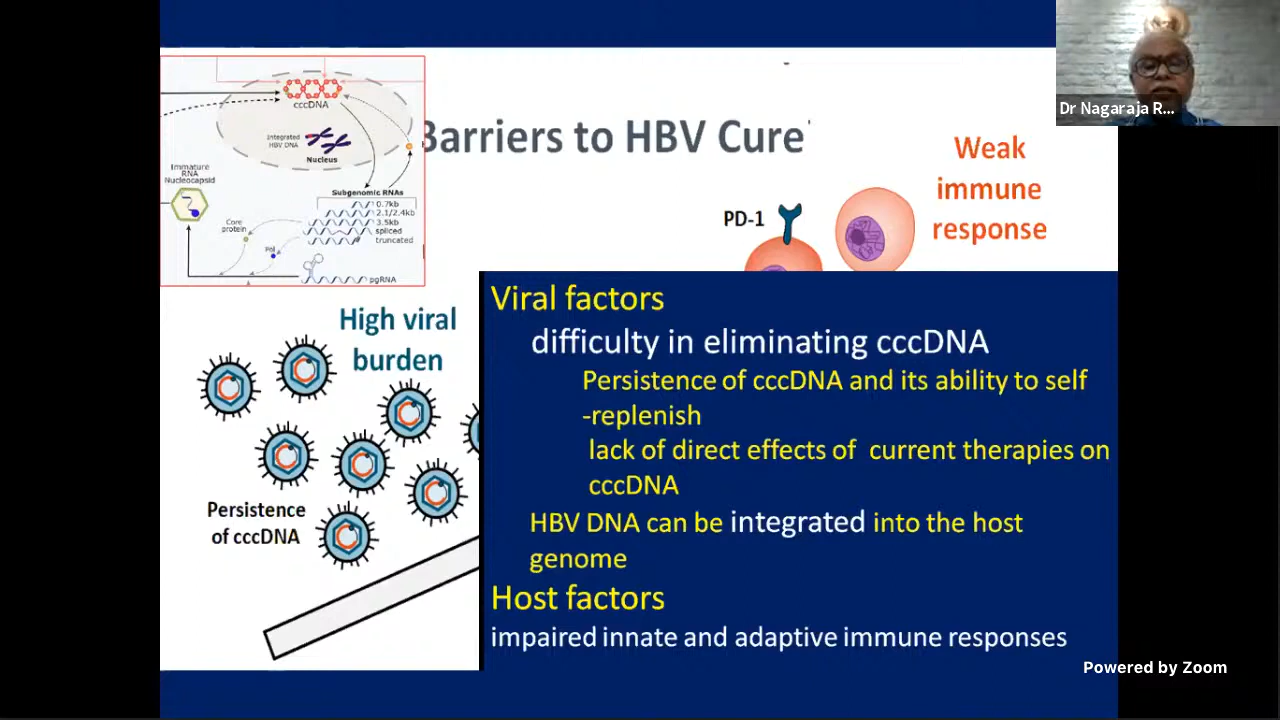 Dr Nagaraja R...
cccDNA
Integrated
HBV DNA
Nucleus
Immature
RNA
Nucleocapsid
Subgenomic RNAs
0.7kb
2.1/2.4kb
3.5kb
spliced
truncated
Core
protein
Pol
pgRNA
Barriers to HBV Cure
Weak
immune
response
PD-1
High viral
burden
Persistence
of cccDNA
Viral factors
difficulty in eliminating cccDNA
Persistence of cccDNA and its ability to self
-replenish
lack of direct effects of current therapies on
cccDNA
HBV DNA can be integrated into the host
genome
Host factors
impaired innate and adaptive immune responses
Powered by Zoom